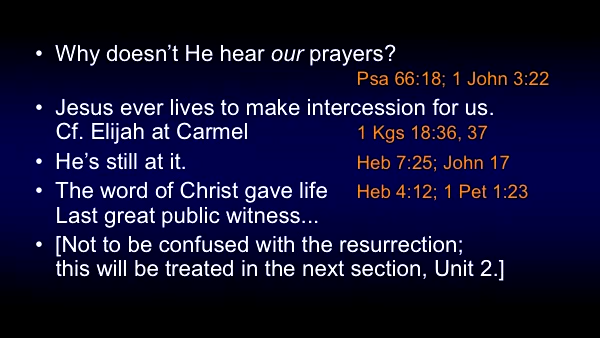 • Why doesn’t He hear our prayers?
Psa 66:18; 1 John 3:22
• Jesus ever lives to make intercession for us.
Cf. Elijah at Carmel 1 Kgs 18:36, 37
• He’s still at it. Heb 7:25; John 17
• The word of Christ gave life Heb 4:12; 1 Pet 1:23
Last great public witness...
• [Not to be confused with the resurrection;
this will be treated in the next section, Unit 2.]